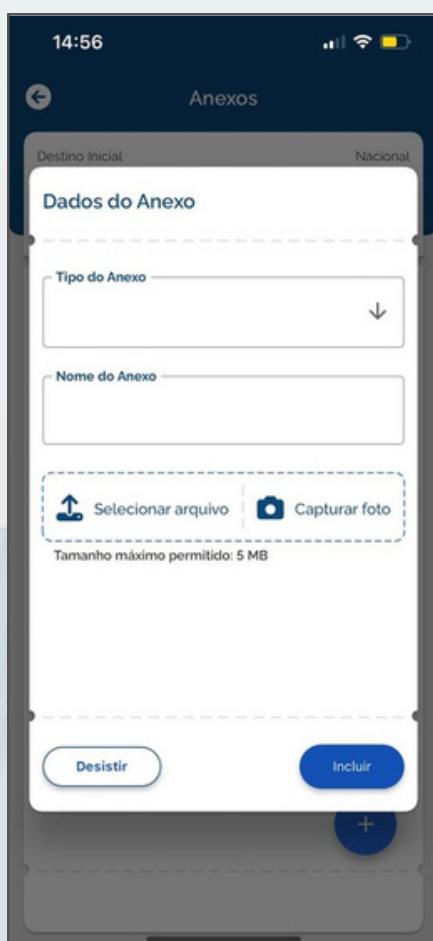 14:56
Anexos
Destino Inicial Nacional
Dados do Anexo
Tipo do Anexo
Nome do Anexo
Selecionar arquivo Capturar foto
Tamanho máximo permitido: 5 MB
Desistir Incluir
+